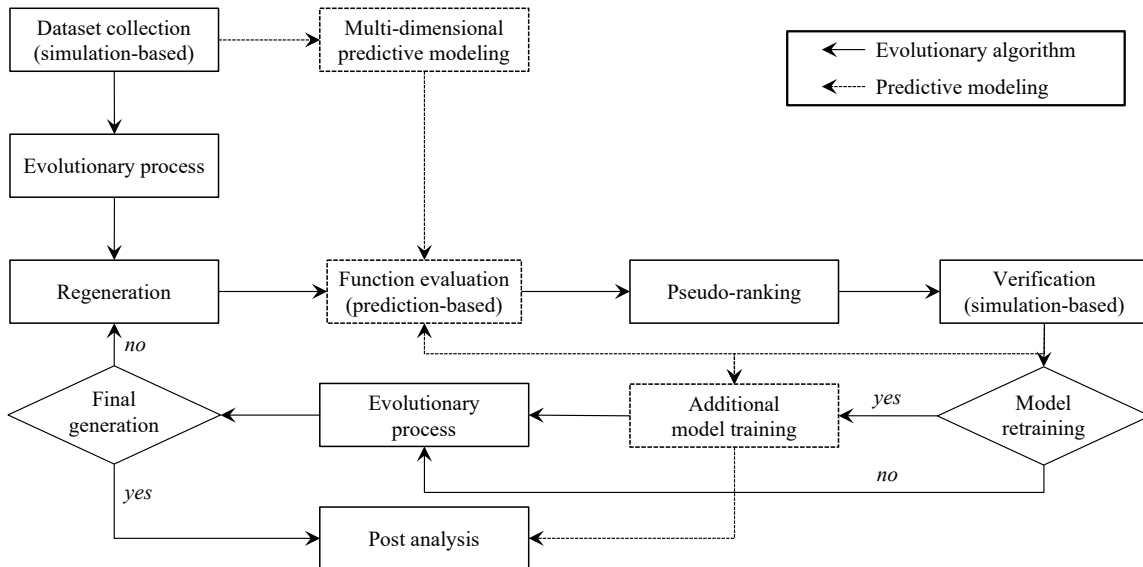 Dataset collection
(simulation-based)
Multi-dimensional
predictive modeling
Evolutionary algorithm
Predictive modeling
Evolutionary process
Regeneration
Function evaluation
(prediction-based)
Pseudo-ranking
Verification
(simulation-based)
no
Final
generation
Evolutionary
process
Additional
model training
yes
Model
retraining
no
yes
Post analysis